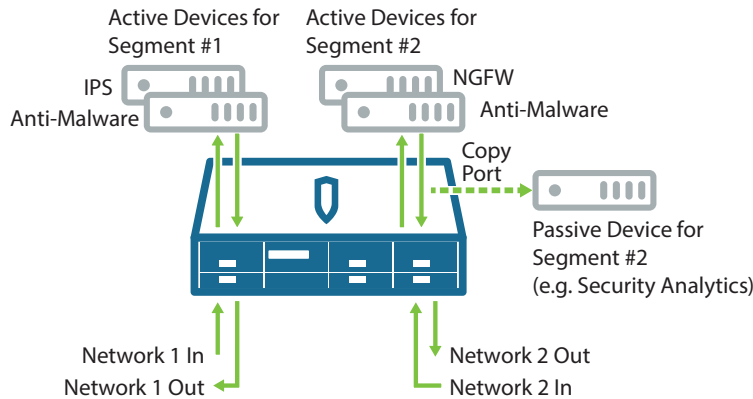 Active Devices for
Segment #1
Active Devices for
Segment #2
IPS
Anti-Malware
NGFW
Anti-Malware
Copy
Port
Passive Device for
Segment #2
(e.g. Security Analytics)
Network 1 In
Network 1 Out
Network 2 Out
Network 2 In